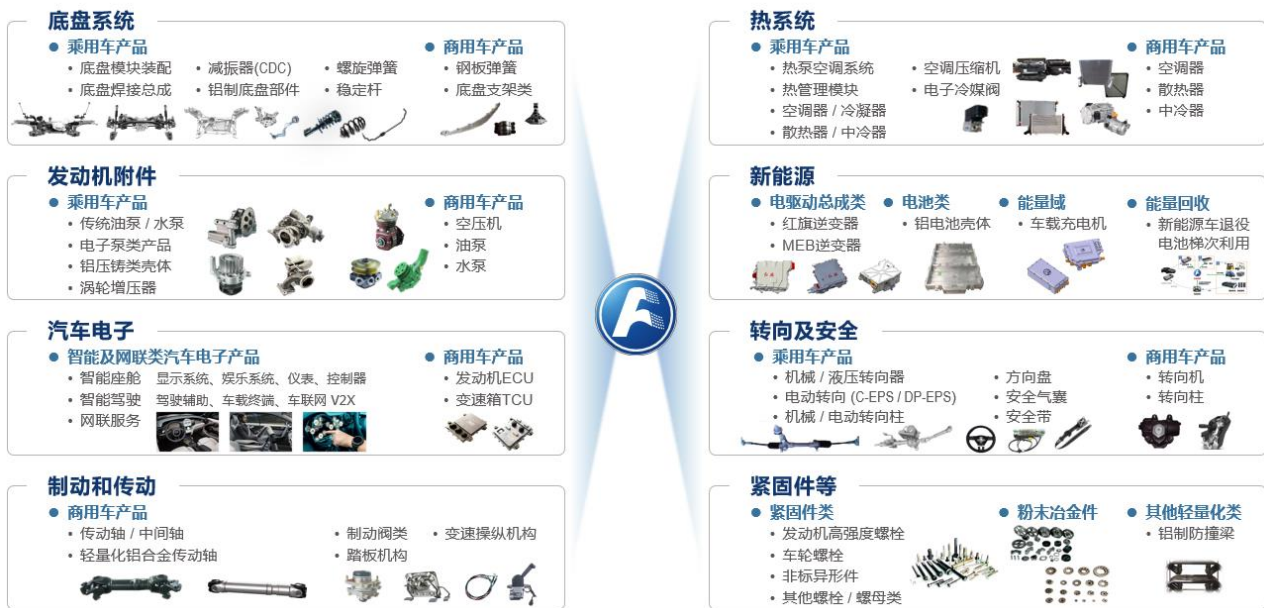 底盘系统
乘用车产品
底盘模块装配
减振器(CDC)
螺旋弹簧
底盘焊接总成
铝制底盘部件
稳定杆
商用车产品
钢板弹簧
底盘支架类
发动机附件
乘用车产品
传统油泵 / 水泵
电子泵类产品
铝压铸类壳体
涡轮增压器
商用车产品
空压机
油泵
水泵
汽车电子
智能及网联类汽车电子产品
智能座舱 显示系统、娱乐系统、仪表、控制器
智能驾驶 驾驶辅助、车载终端、车联网 V2X
网联服务
商用车产品
发动机ECU
变速箱TCU
制动和传动
商用车产品
传动轴 / 中间轴
制动阀类
变速操纵机构
轻量化铝合金传动轴
踏板机构
热系统
乘用车产品
热泵空调系统
空调压缩机
热管理模块
电子冷媒阀
空调器 / 冷凝器
散热器 / 中冷器
商用车产品
空调器
散热器
中冷器
新能源
电驱动总成类
红旗逆变器
MEB逆变器
电池类
铝电池壳体
能量域
车载充电机
能量回收
新能源车退役
电池梯次利用
转向及安全
乘用车产品
机械 / 液压转向器
方向盘
电动转向 (C-EPS / DP-EPS)
安全气囊
机械 / 电动转向柱
安全带
商用车产品
转向机
转向柱
紧固件等
紧固件类
发动机高强度螺栓
车轮螺栓
非标异形件
其他螺栓 / 螺母类
粉末冶金件
其他轻量化类
铝制防撞梁